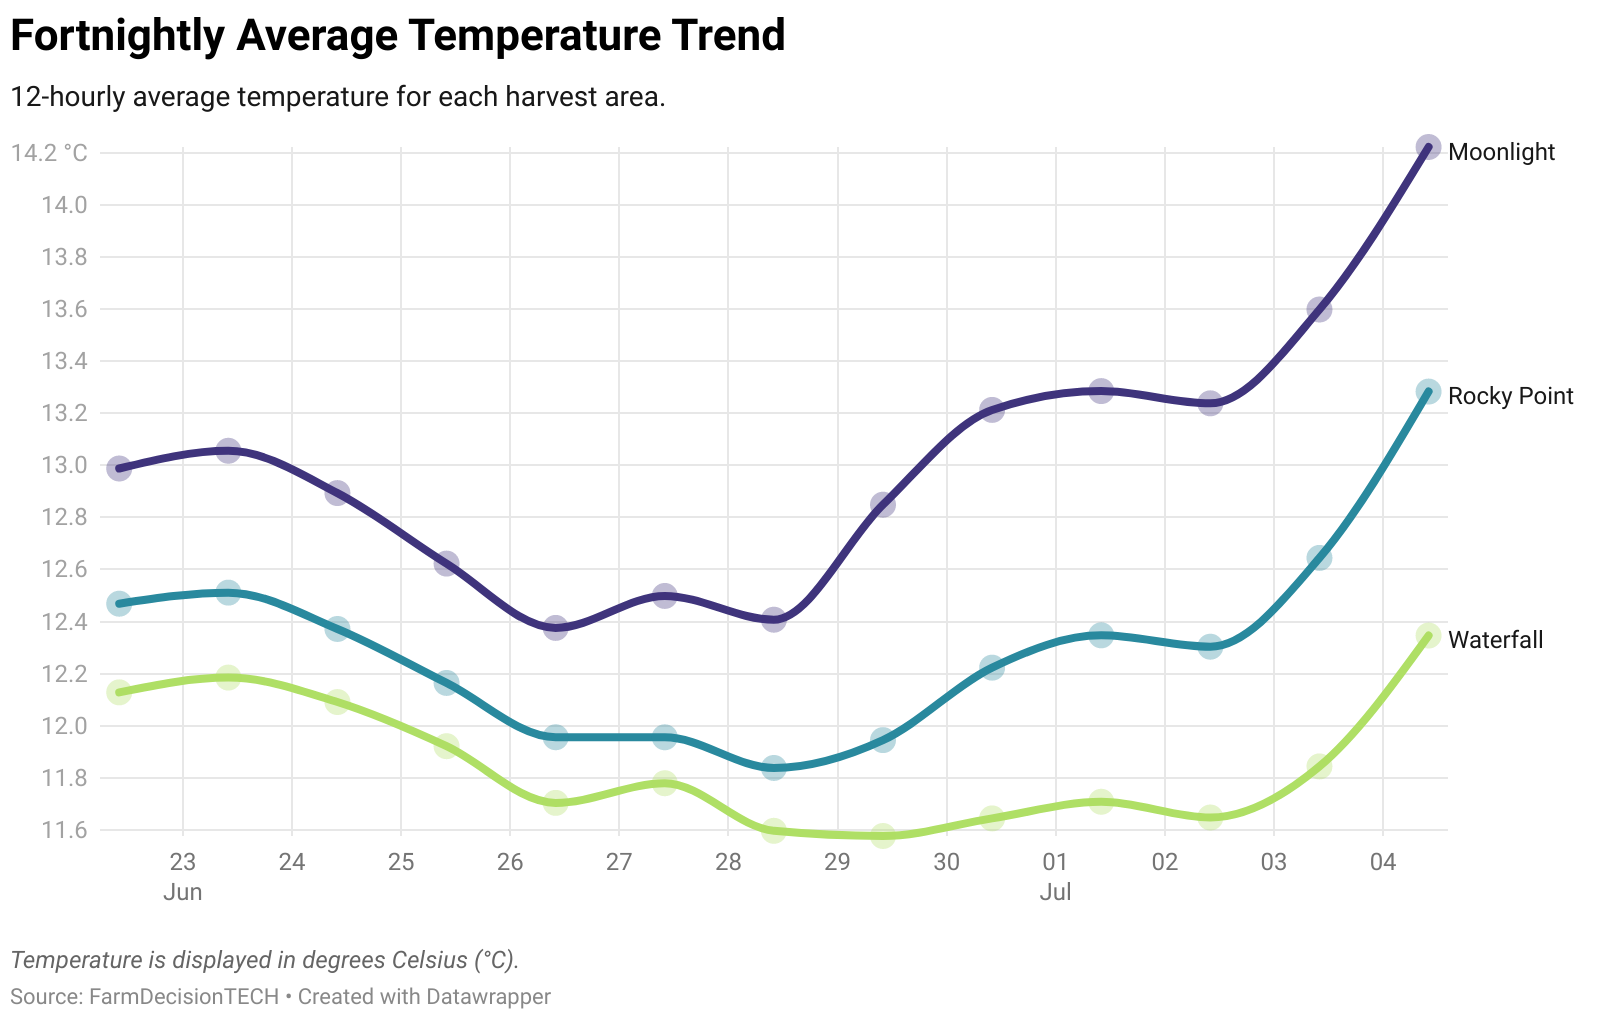 Fortnightly Average Temperature Trend
12-hourly average temperature for each harvest area.
14.2 °C
14.0
13.8
13.6
13.4
13.2
13.0
12.8
12.6
12.4
12.2
12.0
11.8
11.6
Moonlight
Rocky Point
Waterfall
23 24 25 26 27 28 29 30 01 02 03 04
Jun Jul
Temperature is displayed in degrees Celsius (°C).
Source: FarmDecisionTECH • Created with Datawrapper